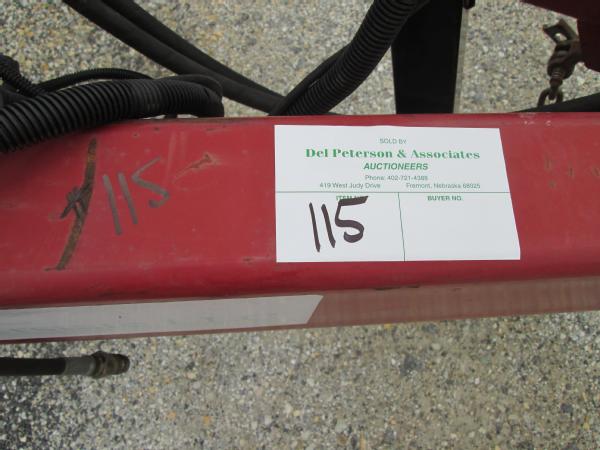 115
SOLD BY
Del Peterson & Associates
AUCTIONEERS
Phone: 402-721-4388
419 West Judy Drive Fremont, Nebraska 68025
BUYER NO.
115